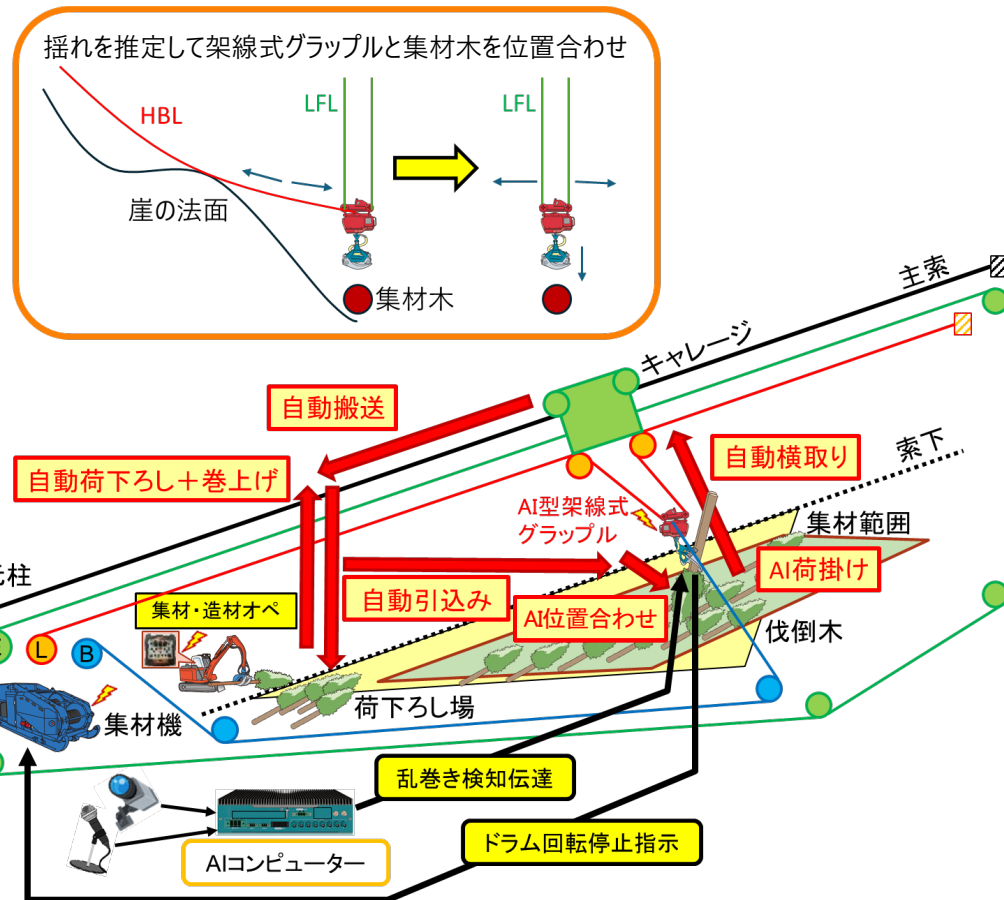 揺れを推定して架線式グラップルと集材木を位置合わせ
HBL
LFL
LFL
崖の法面
集材木
主索
キャレージ
自動搬送
自動横取り
索下
自動荷下ろし＋巻上げ
AI型架線式
グラップル
集材範囲
元柱
集材・造材オペ
自動引込み
AI位置合わせ
AI荷掛け
伐倒木
L
B
荷下ろし場
集材機
乱巻き検知伝達
ドラム回転停止指示
AIコンピューター